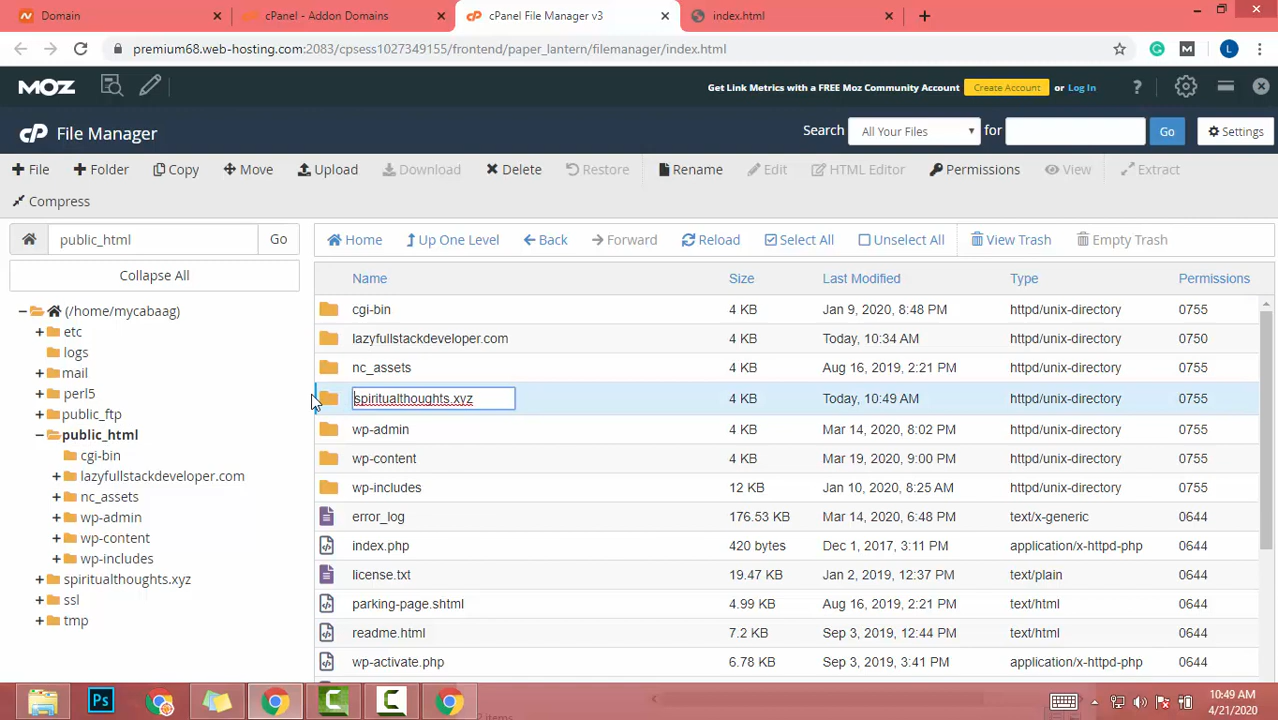 Domain
cPanel - Addon Domains
cPanel File Manager v3
index.html
premium68.web-hosting.com:2083/cpsess1027349155/frontend/paper_lantern/filemanager/index.html
MOZ
Get Link Metrics with a FREE Moz Community Account
Create Account
or Log In
?
cP File Manager
Search
All Your Files
for
Go
Settings
File
Folder
Copy
Move
Upload
Download
Delete
Restore
Rename
Edit
HTML Editor
Permissions
View
Extract
Compress
public_html
Go
Home
Up One Level
Back
Forward
Reload
Select All
Unselect All
View Trash
Empty Trash
Collapse All
(/home/mycabaag)
etc
logs
mail
perl5
public_ftp
public_html
cgi-bin
lazyfullstackdeveloper.com
nc_assets
wp-admin
wp-content
wp-includes
spiritualthoughts.xyz
ssl
tmp
Name Size Last Modified Type Permissions
cgi-bin 4 KB Jan 9, 2020, 8:48 PM httpd/unix-directory 0755
lazyfullstackdeveloper.com 4 KB Today, 10:34 AM httpd/unix-directory 0750
nc_assets 4 KB Aug 16, 2019, 2:21 PM httpd/unix-directory 0755
spiritualthoughts.xyz 4 KB Today, 10:49 AM httpd/unix-directory 0755
wp-admin 4 KB Mar 14, 2020, 8:02 PM httpd/unix-directory 0755
wp-content 4 KB Mar 19, 2020, 9:00 PM httpd/unix-directory 0755
wp-includes 12 KB Jan 10, 2020, 8:25 AM httpd/unix-directory 0755
error_log 176.53 KB Mar 14, 2020, 6:48 PM text/x-generic 0644
index.php 420 bytes Dec 1, 2017, 3:11 PM application/x-httpd-php 0644
license.txt 19.47 KB Jan 2, 2019, 12:37 PM text/plain 0644
parking-page.shtml 4.99 KB Aug 16, 2019, 2:21 PM text/html 0644
readme.html 7.2 KB Sep 3, 2019, 12:44 PM text/html 0644
wp-activate.php 6.78 KB Sep 3, 2019, 3:41 PM application/x-httpd-php 0644
Ps
10:49 AM
4/21/2020